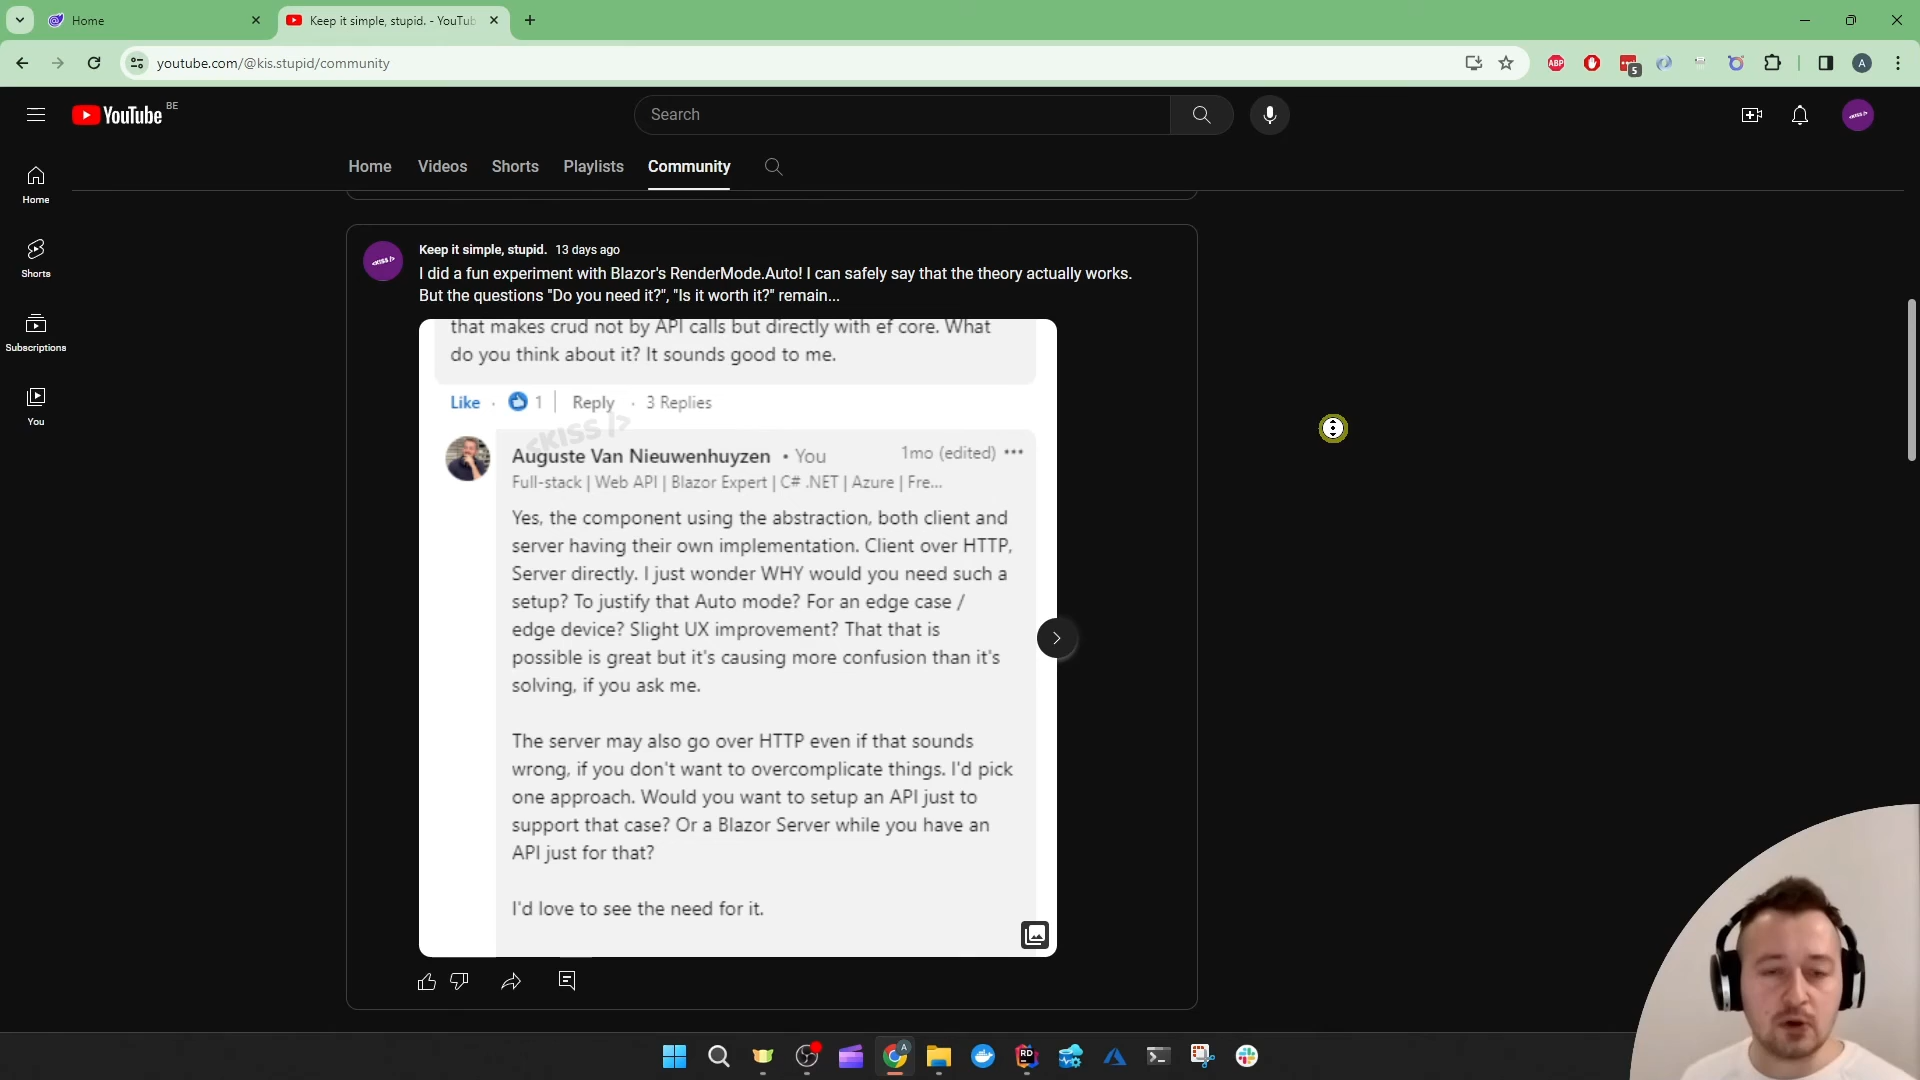 Home
Keep it simple, stupid. - YouTub
youtube.com/@kis.stupid/community
ABP
5
A
YouTube
BE
Search
Home
Videos
Shorts
Playlists
Community
Home
Shorts
Subscriptions
You
<KISS />
Keep it simple, stupid. 13 days ago
I did a fun experiment with Blazor's RenderMode.Auto! I can safely say that the theory actually works.
But the questions "Do you need it?", "Is it worth it?" remain...
that makes crud not by API calls but directly with ef core. What
do you think about it? It sounds good to me.
Like · 1 | Reply · 3 Replies
<KISS />
Auguste Van Nieuwenhuyzen • You
1mo (edited) •••
Full-stack | Web API | Blazor Expert | C# .NET | Azure | Fre...
Yes, the component using the abstraction, both client and
server having their own implementation. Client over HTTP,
Server directly. I just wonder WHY would you need such a
setup? To justify that Auto mode? For an edge case /
edge device? Slight UX improvement? That that is
possible is great but it's causing more confusion than it's
solving, if you ask me.
The server may also go over HTTP even if that sounds
wrong, if you don't want to overcomplicate things. I'd pick
one approach. Would you want to setup an API just to
support that case? Or a Blazor Server while you have an
API just for that?
I'd love to see the need for it.
A
RD